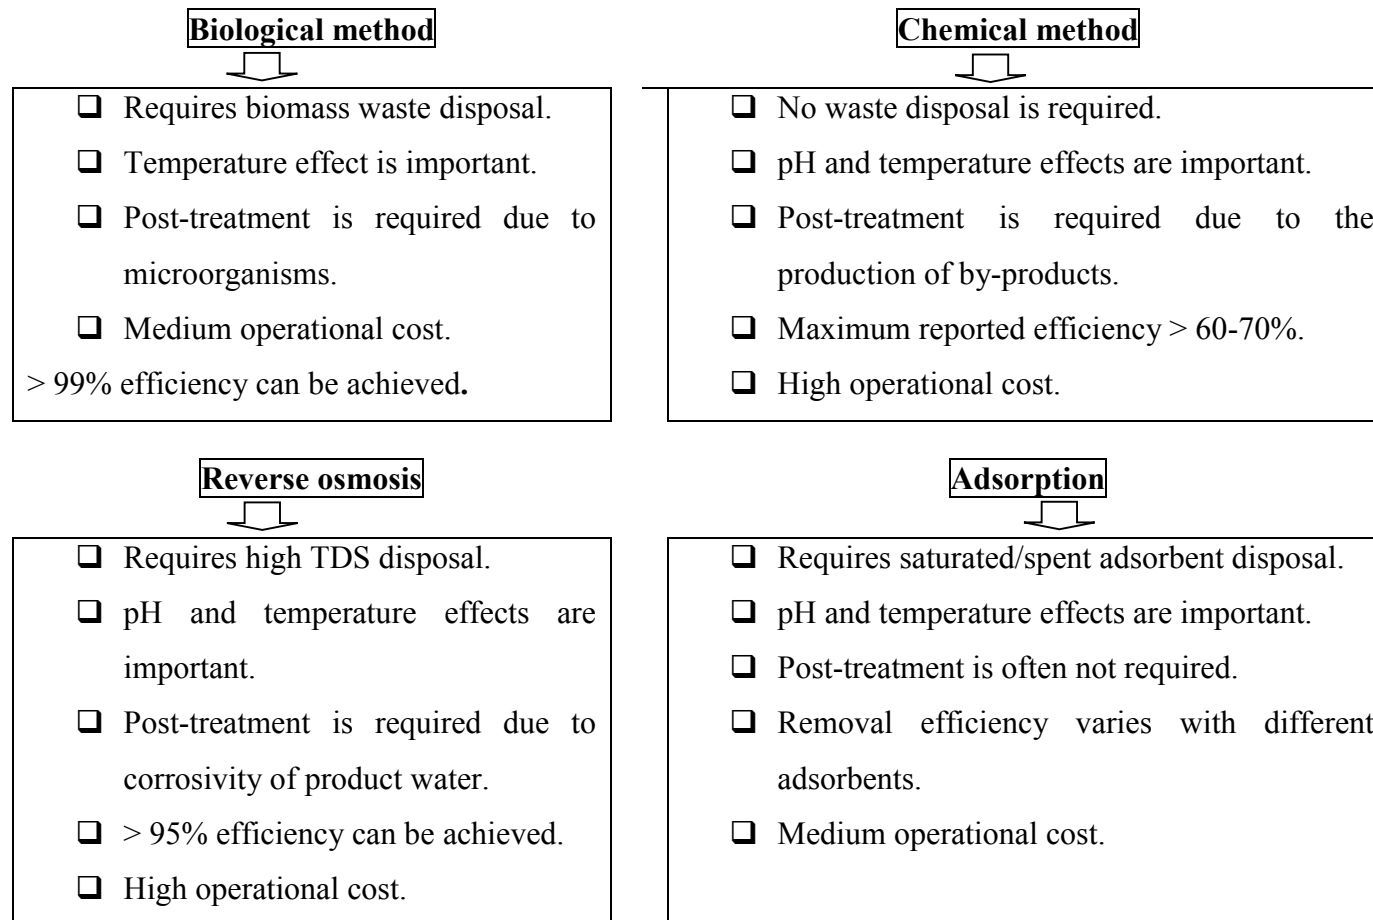 Biological method
❑ Requires biomass waste disposal.
❑ Temperature effect is important.
❑ Post-treatment is required due to
microorganisms.
❑ Medium operational cost.
> 99% efficiency can be achieved.
Chemical method
❑ No waste disposal is required.
❑ pH and temperature effects are important.
❑ Post-treatment is required due to the
production of by-products.
❑ Maximum reported efficiency > 60-70%.
❑ High operational cost.
Reverse osmosis
❑ Requires high TDS disposal.
❑ pH and temperature effects are
important.
❑ Post-treatment is required due to
corrosivity of product water.
❑ > 95% efficiency can be achieved.
❑ High operational cost.
Adsorption
❑ Requires saturated/spent adsorbent disposal.
❑ pH and temperature effects are important.
❑ Post-treatment is often not required.
❑ Removal efficiency varies with different
adsorbents.
❑ Medium operational cost.